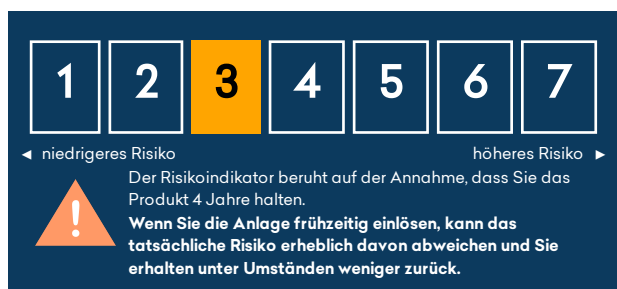 1 2 3 4 5 6 7
◄ niedrigeres Risiko höheres Risiko ►
Der Risikoindikator beruht auf der Annahme, dass Sie das
Produkt 4 Jahre halten.
Wenn Sie die Anlage frühzeitig einlösen, kann das
tatsächliche Risiko erheblich davon abweichen und Sie
erhalten unter Umständen weniger zurück.
!